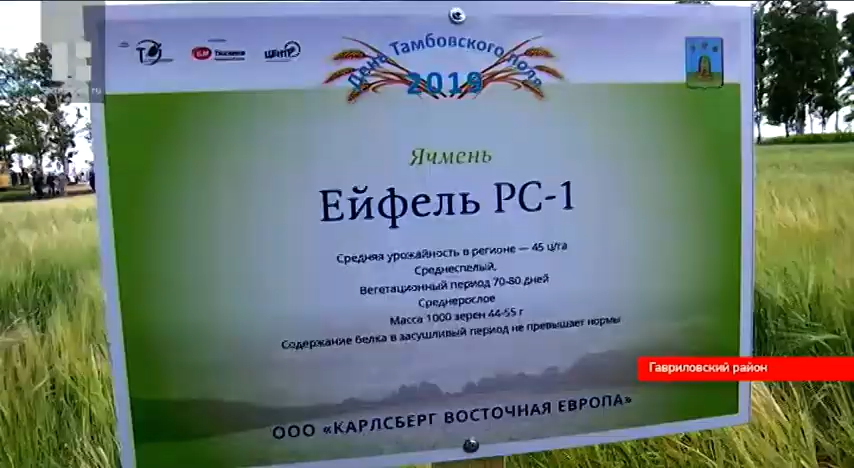 День Тамбовского поля
2019
Ячмень
Ейфель РС-1
Средняя урожайность в регионе — 45 ц/га
Среднеспелый,
Вегетационный период 70-80 дней
Среднерослое
Масса 1000 зерен 44-55 г
Содержание белка в засушливый период не превышает нормы
Гавриловский район
ООО «КАРЛСБЕРГ ВОСТОЧНАЯ ЕВРОПА»